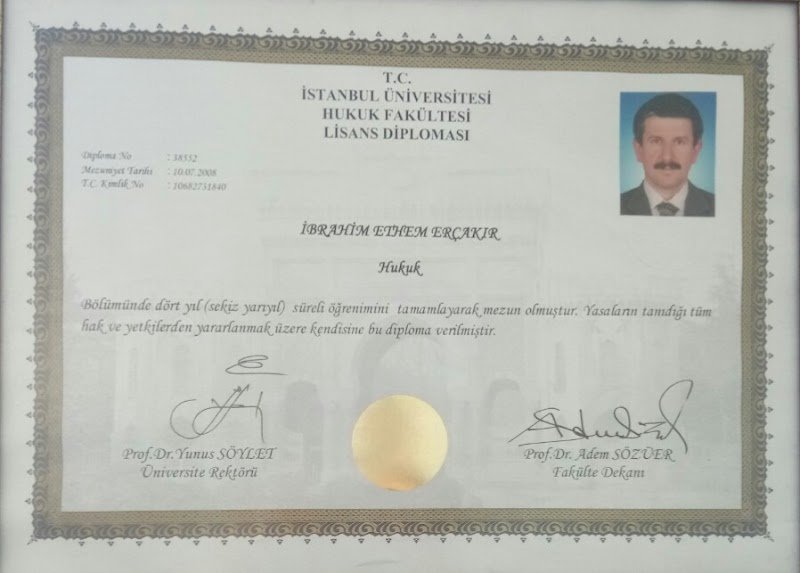 T.C.
İSTANBUL ÜNİVERSİTESİ
HUKUK FAKÜLTESİ
LİSANS DİPLOMASI
Diploma No : 38552
Mezuniyet Tarihi : 10.07.2008
T.C. Kimlik No : 10682731840
İBRAHİM ETHEM ERÇAKIR
Hukuk
Bölümünde dört yıl (sekiz yarıyıl) süreli öğrenimini tamamlayarak mezun olmuştur. Yasaların tanıdığı tüm
hak ve yetkilerden yararlanmak üzere kendisine bu diploma verilmiştir.
Prof.Dr.Yunus SÖYLET
Üniversite Rektörü
Prof.Dr. Adem SÖZÜER
Fakülte Dekanı